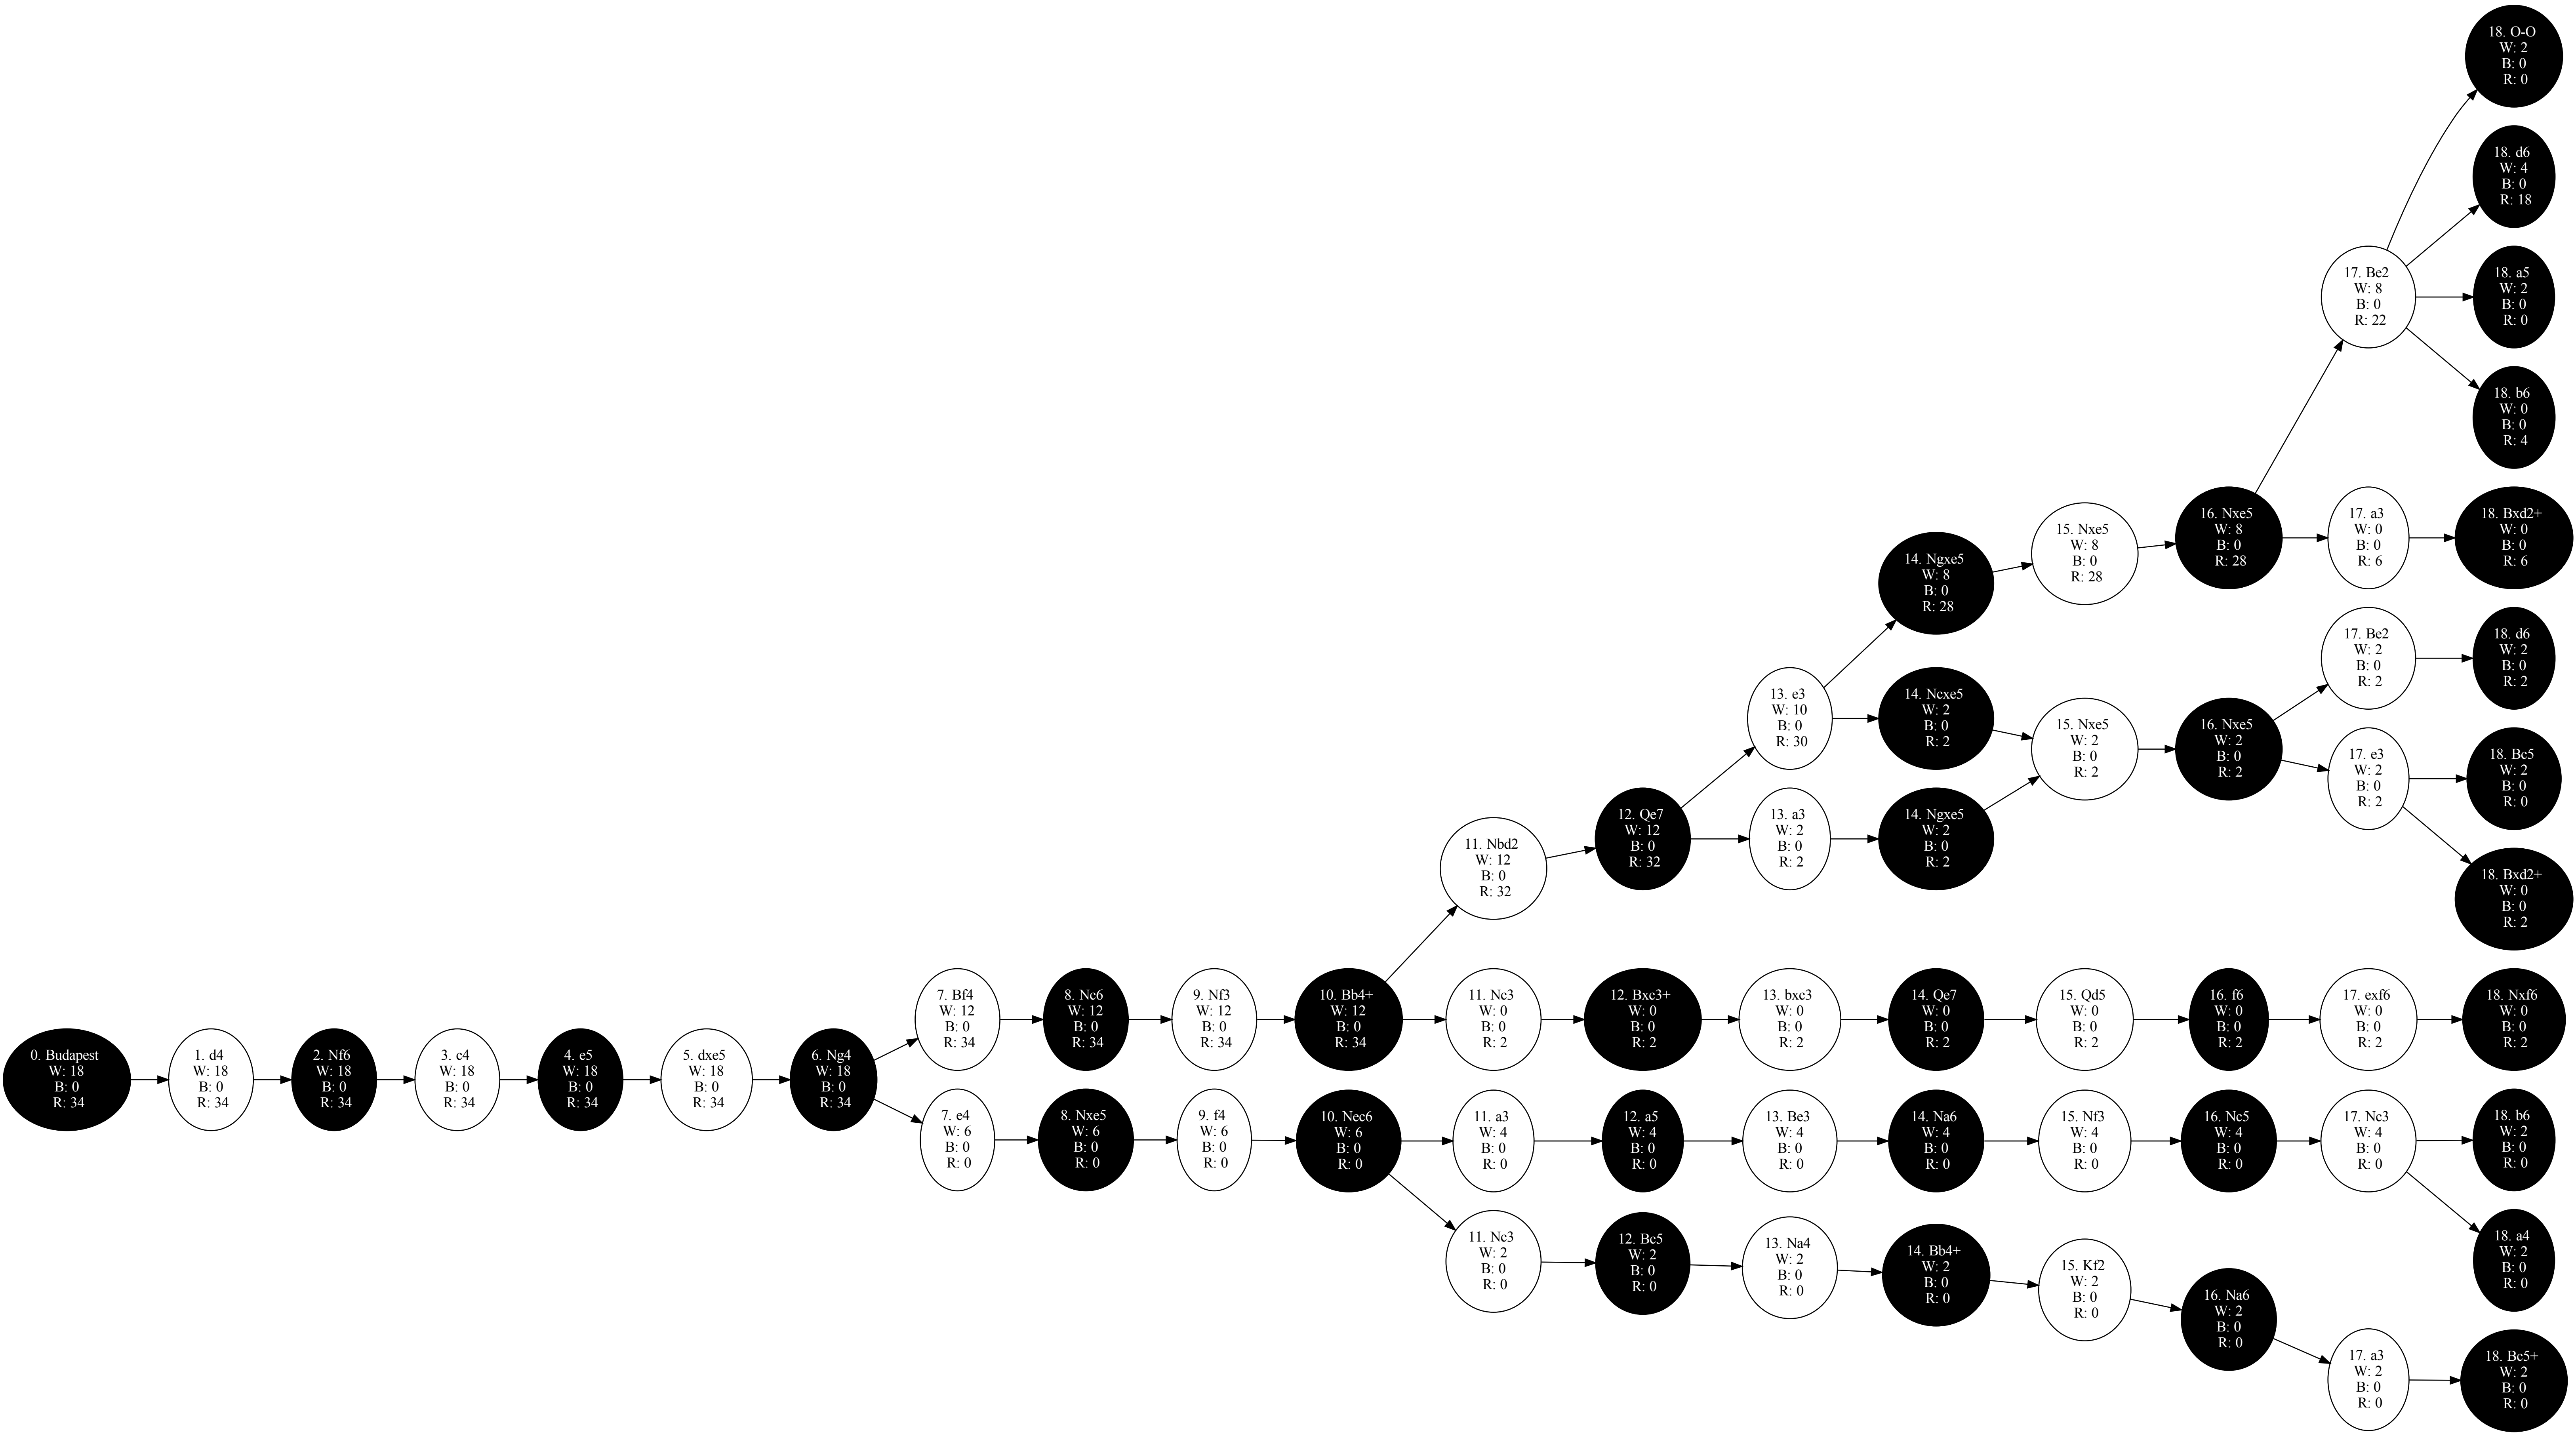 0. Budapest
W: 18
B: 0
R: 34
1. d4
W: 18
B: 0
R: 34
2. Nf6
W: 18
B: 0
R: 34
3. c4
W: 18
B: 0
R: 34
4. e5
W: 18
B: 0
R: 34
5. dxe5
W: 18
B: 0
R: 34
6. Ng4
W: 18
B: 0
R: 34
7. Bf4
W: 12
B: 0
R: 34
7. e4
W: 6
B: 0
R: 0
8. Nc6
W: 12
B: 0
R: 34
8. Nxe5
W: 6
B: 0
R: 0
9. Nf3
W: 12
B: 0
R: 34
9. f4
W: 6
B: 0
R: 0
10. Bb4+
W: 12
B: 0
R: 34
10. Nec6
W: 6
B: 0
R: 0
11. Nbd2
W: 12
B: 0
R: 32
11. Nc3
W: 0
B: 0
R: 2
11. a3
W: 4
B: 0
R: 0
11. Nc3
W: 2
B: 0
R: 0
12. Qe7
W: 12
B: 0
R: 32
12. Bxc3+
W: 0
B: 0
R: 2
12. a5
W: 4
B: 0
R: 0
12. Bc5
W: 2
B: 0
R: 0
13. e3
W: 10
B: 0
R: 30
13. a3
W: 2
B: 0
R: 2
13. bxc3
W: 0
B: 0
R: 2
13. Be3
W: 4
B: 0
R: 0
13. Na4
W: 2
B: 0
R: 0
14. Ngxe5
W: 8
B: 0
R: 28
14. Ncxe5
W: 2
B: 0
R: 2
14. Ngxe5
W: 2
B: 0
R: 2
14. Qe7
W: 0
B: 0
R: 2
14. Na6
W: 4
B: 0
R: 0
14. Bb4+
W: 2
B: 0
R: 0
15. Nxe5
W: 8
B: 0
R: 28
15. Nxe5
W: 2
B: 0
R: 2
15. Qd5
W: 0
B: 0
R: 2
15. Nf3
W: 4
B: 0
R: 0
15. Kf2
W: 2
B: 0
R: 0
16. Nxe5
W: 8
B: 0
R: 28
16. Nxe5
W: 2
B: 0
R: 2
16. f6
W: 0
B: 0
R: 2
16. Nc5
W: 4
B: 0
R: 0
16. Na6
W: 2
B: 0
R: 0
17. Be2
W: 8
B: 0
R: 22
17. a3
W: 0
B: 0
R: 6
17. Be2
W: 2
B: 0
R: 2
17. e3
W: 2
B: 0
R: 2
17. exf6
W: 0
B: 0
R: 2
17. Nc3
W: 4
B: 0
R: 0
17. a3
W: 2
B: 0
R: 0
18. O-O
W: 2
B: 0
R: 0
18. d6
W: 4
B: 0
R: 18
18. a5
W: 2
B: 0
R: 0
18. b6
W: 0
B: 0
R: 4
18. Bxd2+
W: 0
B: 0
R: 6
18. d6
W: 2
B: 0
R: 2
18. Bc5
W: 2
B: 0
R: 0
18. Bxd2+
W: 0
B: 0
R: 2
18. Nxf6
W: 0
B: 0
R: 2
18. b6
W: 2
B: 0
R: 0
18. a4
W: 2
B: 0
R: 0
18. Bc5+
W: 2
B: 0
R: 0